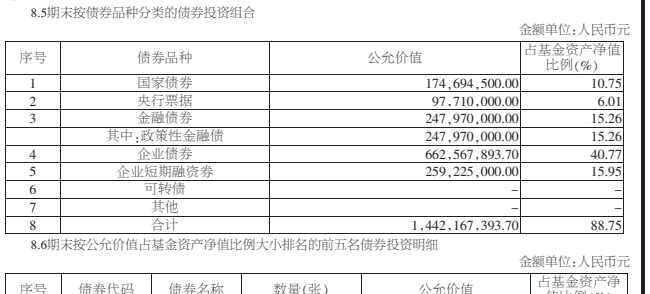 8.5期末按债券品种分类的债券投资组合
金额单位:人民币元
序号 债券品种 公允价值 占基金资产净值比例(%)
1 国家债券 174,694,500.00 10.75
2 央行票据 97,710,000.00 6.01
3 金融债券 247,970,000.00 15.26
其中:政策性金融债 247,970,000.00 15.26
4 企业债券 662,567,893.70 40.77
5 企业短期融资券 259,225,000.00 15.95
6 可转债 – –
7 其他 – –
8 合计 1,442,167,393.70 88.75
8.6期末按公允价值占基金资产净值比例大小排名的前五名债券投资明细
金额单位:人民币元
序号 债券代码 债券名称 数量(张) 公允价值 占基金资产净